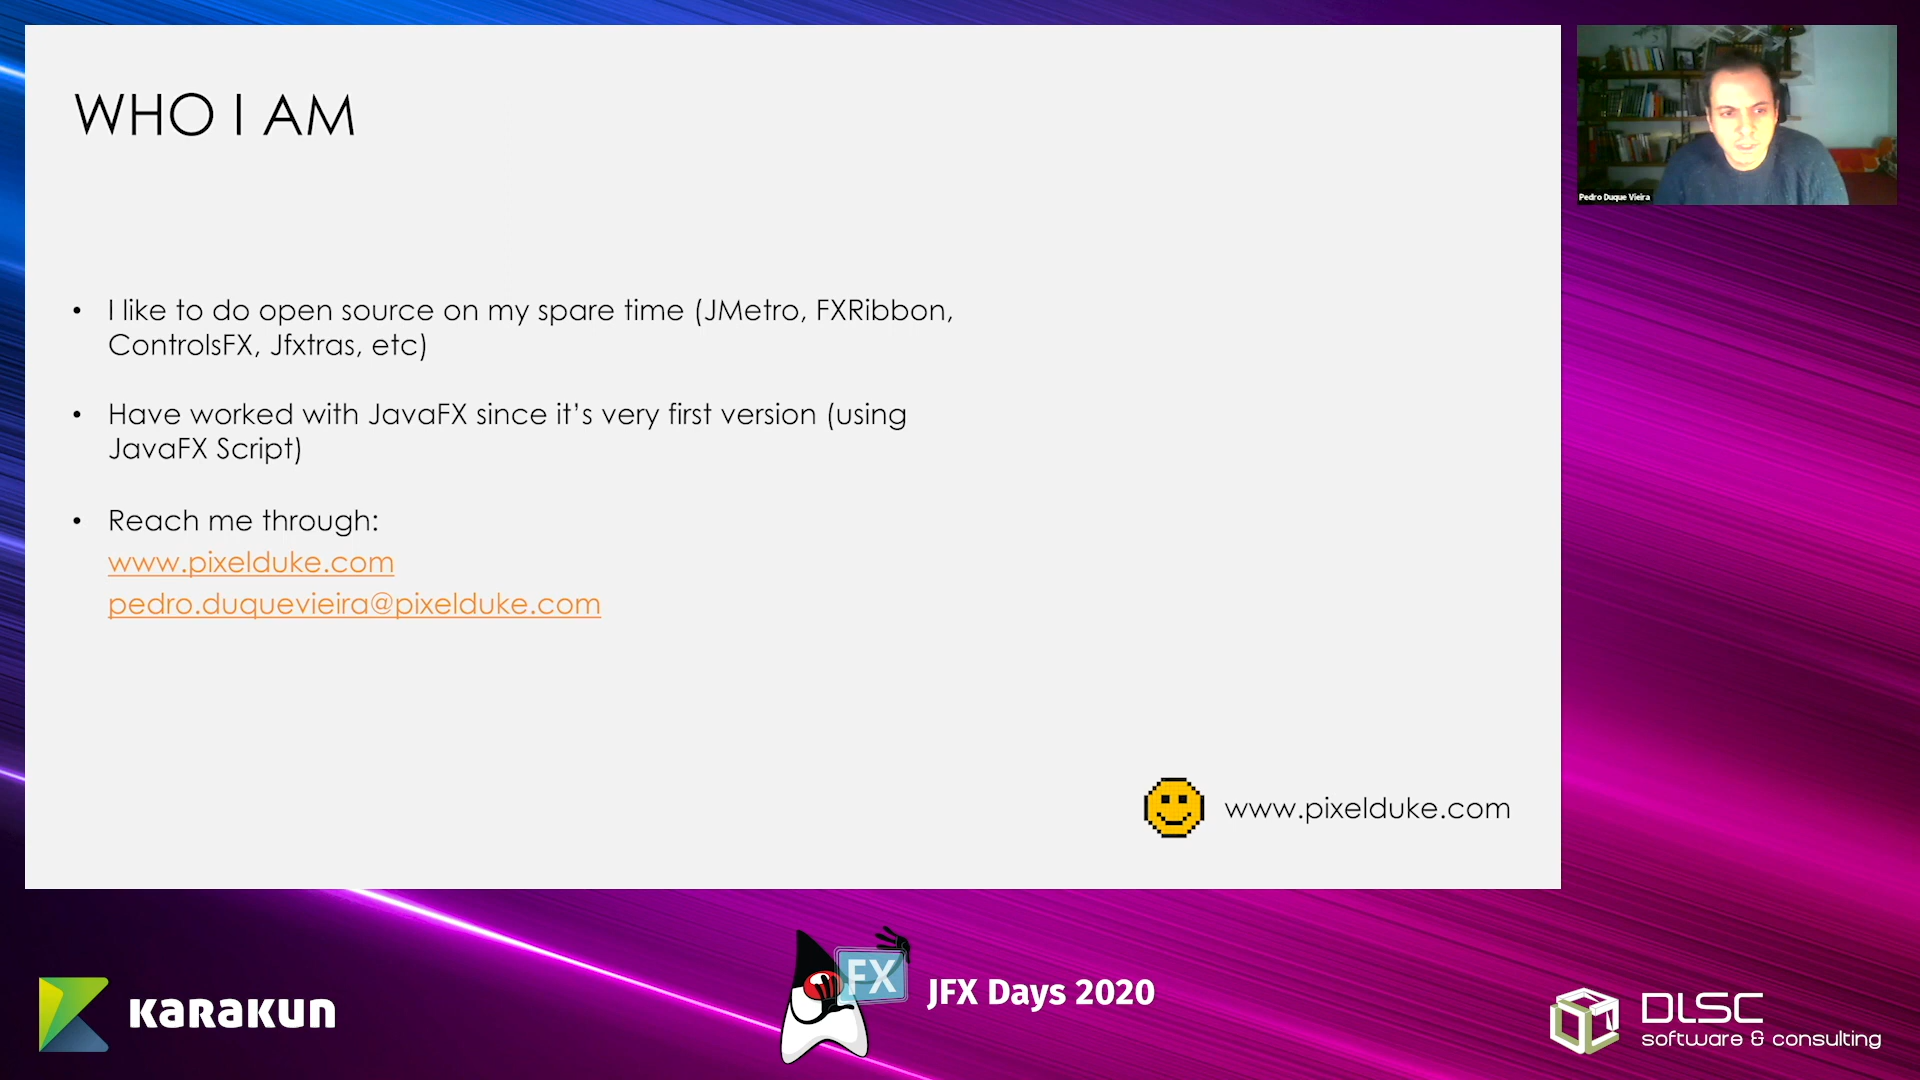 WHO I AM
• I like to do open source on my spare time (JMetro, FXRibbon,
ControlsFX, Jfxtras, etc)
• Have worked with JavaFX since it’s very first version (using
JavaFX Script)
• Reach me through:
www.pixelduke.com
pedro.duquevieira@pixelduke.com
www.pixelduke.com
Pedro Duque Vieira
KARAKUN
FX
JFX Days 2020
DLSC
software & consulting